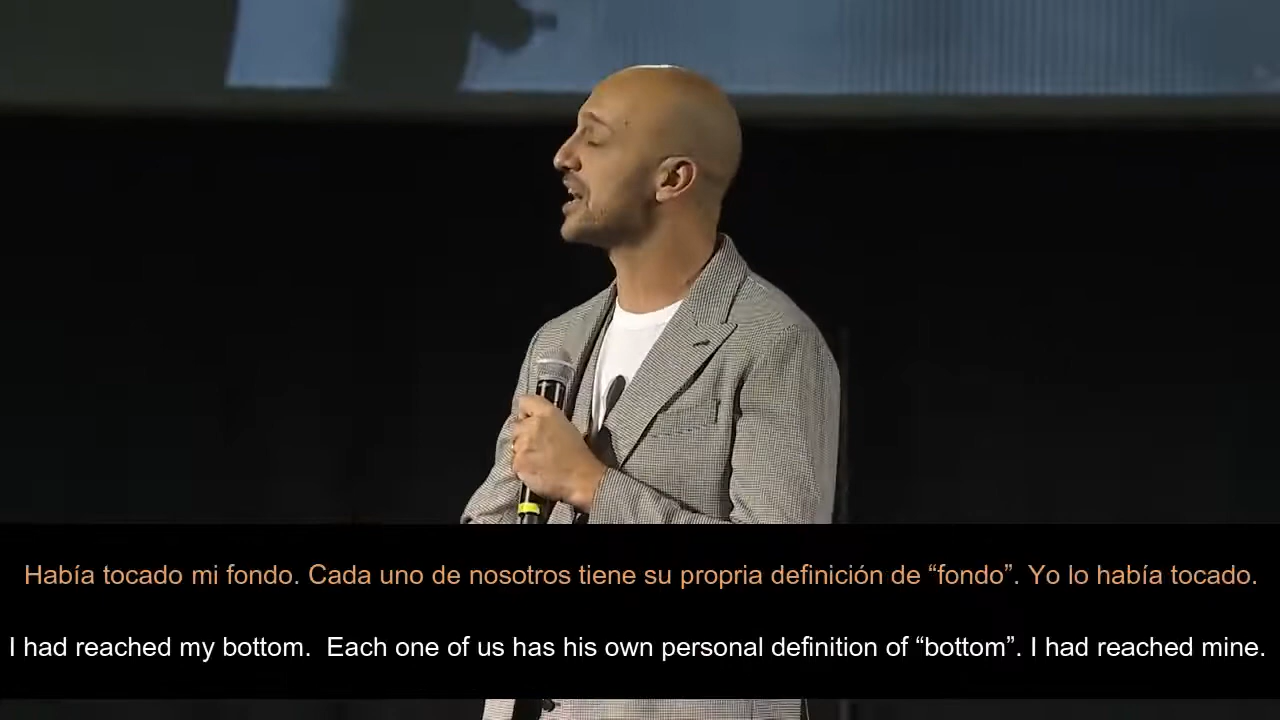 Había tocado mi fondo. Cada uno de nosotros tiene su propria definición de “fondo”. Yo lo había tocado.
I had reached my bottom.  Each one of us has his own personal definition of “bottom”. I had reached mine.